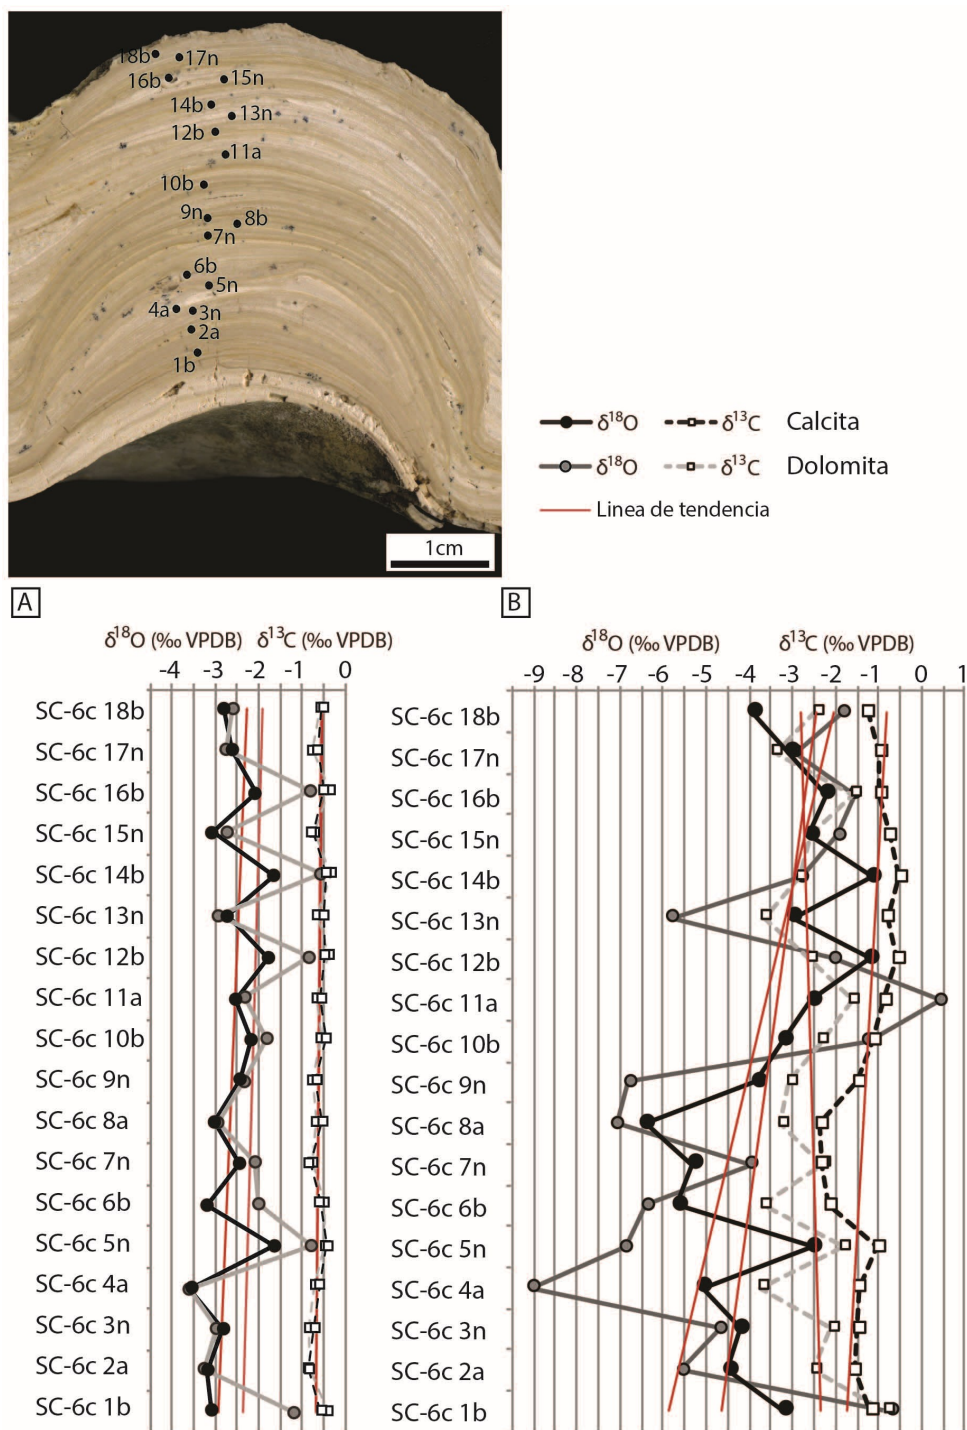 18b 17n
16b 15n
14b 13n
12b
11a
10b
9n 8b
7n
6b
5n
4a 3n
2a
1b
1cm
δ18O δ13C Calcita
δ18O δ13C Dolomita
Linea de tendencia
A
δ18O (‰ VPDB) δ13C (‰ VPDB)
-4 -3 -2 -1 0
SC-6c 18b
SC-6c 17n
SC-6c 16b
SC-6c 15n
SC-6c 14b
SC-6c 13n
SC-6c 12b
SC-6c 11a
SC-6c 10b
SC-6c 9n
SC-6c 8a
SC-6c 7n
SC-6c 6b
SC-6c 5n
SC-6c 4a
SC-6c 3n
SC-6c 2a
SC-6c 1b
B
δ18O (‰ VPDB) δ13C (‰ VPDB)
-9 -8 -7 -6 -5 -4 -3 -2 -1 0 1
SC-6c 18b
SC-6c 17n
SC-6c 16b
SC-6c 15n
SC-6c 14b
SC-6c 13n
SC-6c 12b
SC-6c 11a
SC-6c 10b
SC-6c 9n
SC-6c 8a
SC-6c 7n
SC-6c 6b
SC-6c 5n
SC-6c 4a
SC-6c 3n
SC-6c 2a
SC-6c 1b